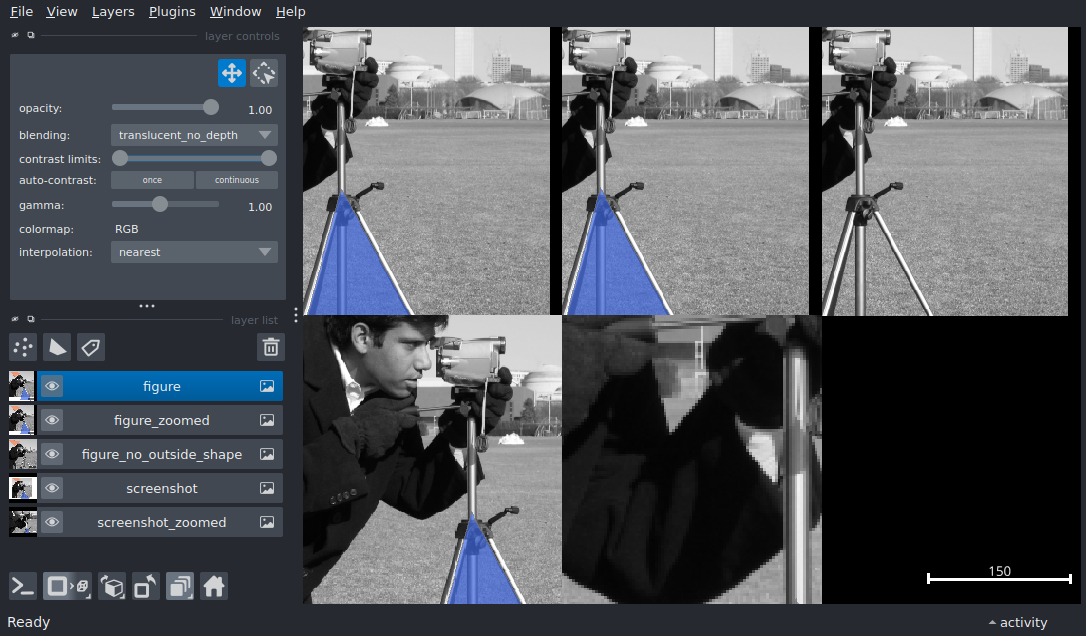 File View Layers Plugins Window Help
layer controls
opacity: 1.00
blending: translucent_no_depth
contrast limits:
auto-contrast: once continuous
gamma: 1.00
colormap: RGB
interpolation: nearest
layer list
figure
figure_zoomed
figure_no_outside_shape
screenshot
screenshot_zoomed
150
Ready activity